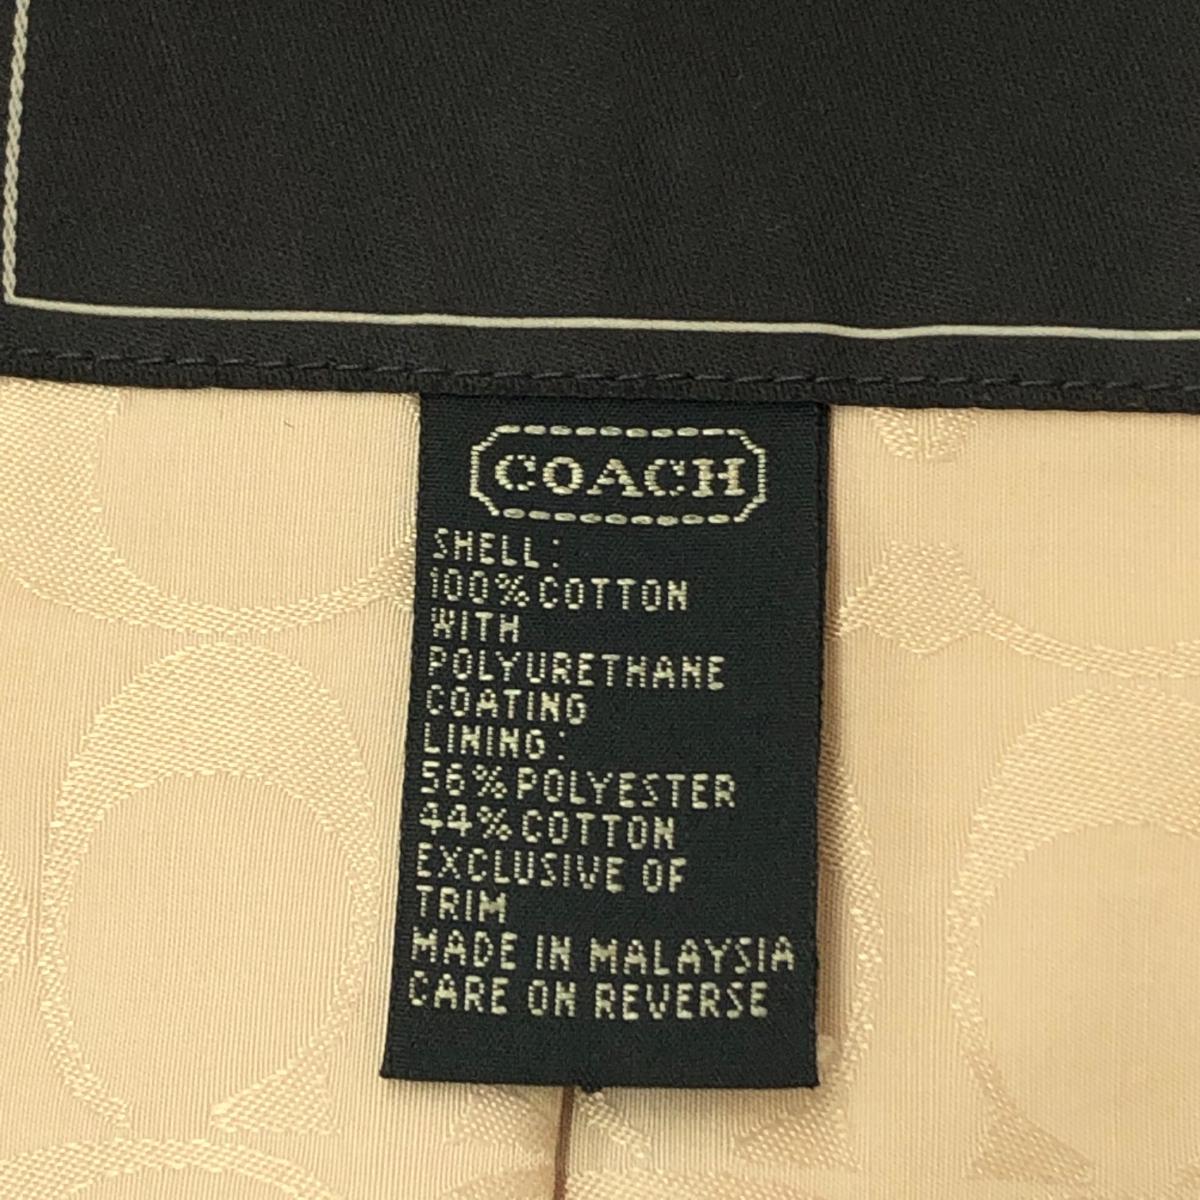 COACH
SHELL:
100% COTTON
WITH
POLYURETHANE
COATING
LINING:
56% POLYESTER
44% COTTON
EXCLUSIVE OF
TRIM
MADE IN MALAYSIA
CARE ON REVERSE